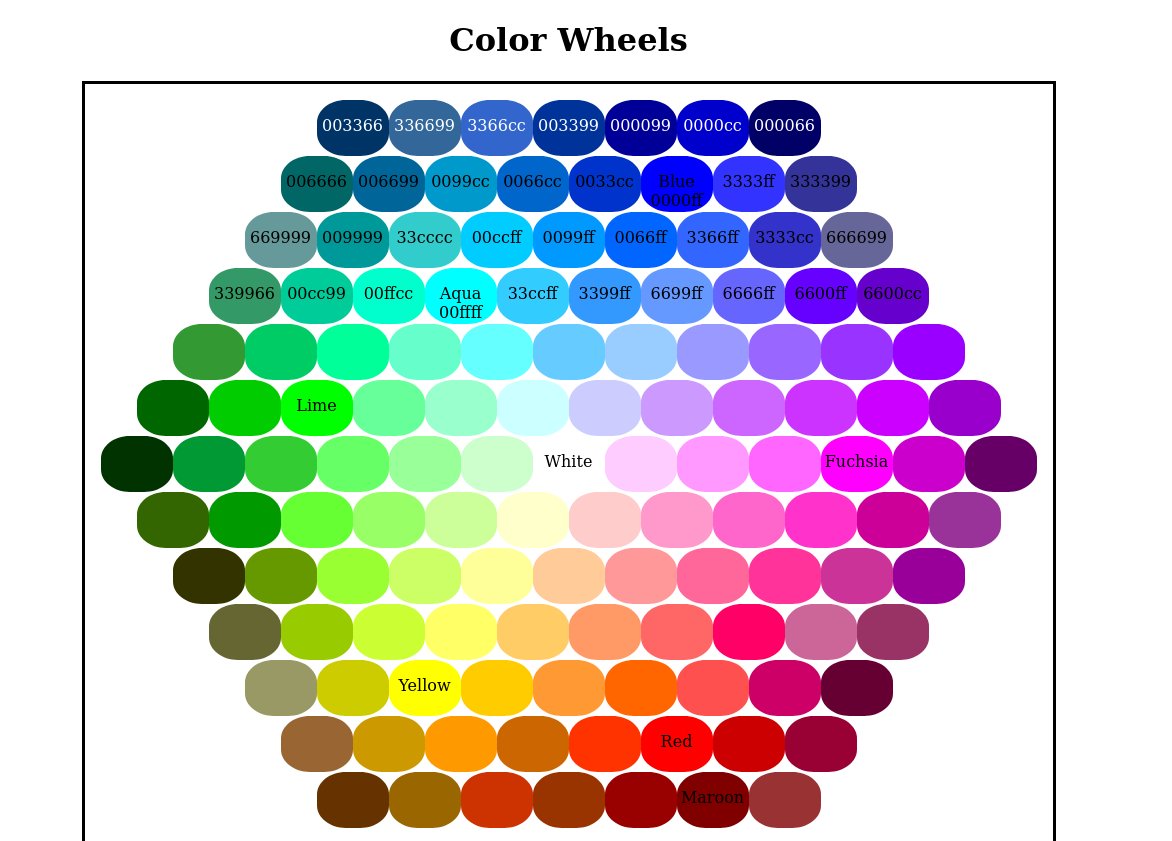 Color Wheels
003366 336699 3366cc 003399 000099 0000cc 000066
006666 006699 0099cc 0066cc 0033cc Blue 3333ff 333399
0000ff
669999 009999 33cccc 00ccff 0099ff 0066ff 3366ff 3333cc 666699
339966 00cc99 00ffcc Aqua 33ccff 3399ff 6699ff 6666ff 6600ff 6600cc
00ffff
Lime
White Fuchsia
Yellow
Red
Maroon